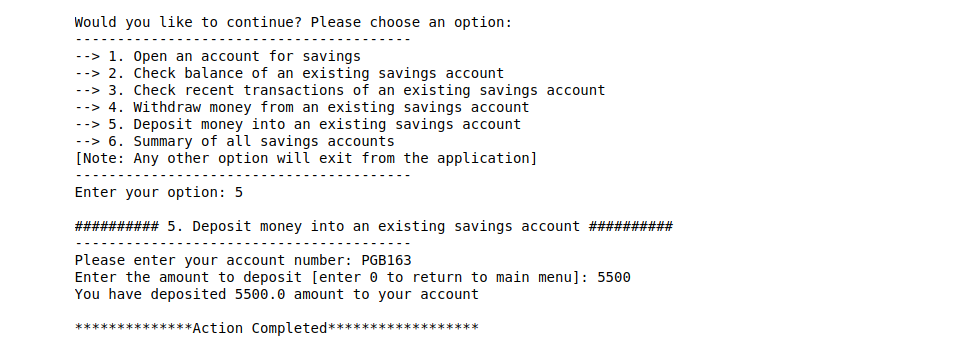 Would you like to continue? Please choose an option:
----------------------------------------
--> 1. Open an account for savings
--> 2. Check balance of an existing savings account
--> 3. Check recent transactions of an existing savings account
--> 4. Withdraw money from an existing savings account
--> 5. Deposit money into an existing savings account
--> 6. Summary of all savings accounts
[Note: Any other option will exit from the application]
----------------------------------------
Enter your option: 5
########## 5. Deposit money into an existing savings account ##########
----------------------------------------
Please enter your account number: PGB163
Enter the amount to deposit [enter 0 to return to main menu]: 5500
You have deposited 5500.0 amount to your account
**************Action Completed******************